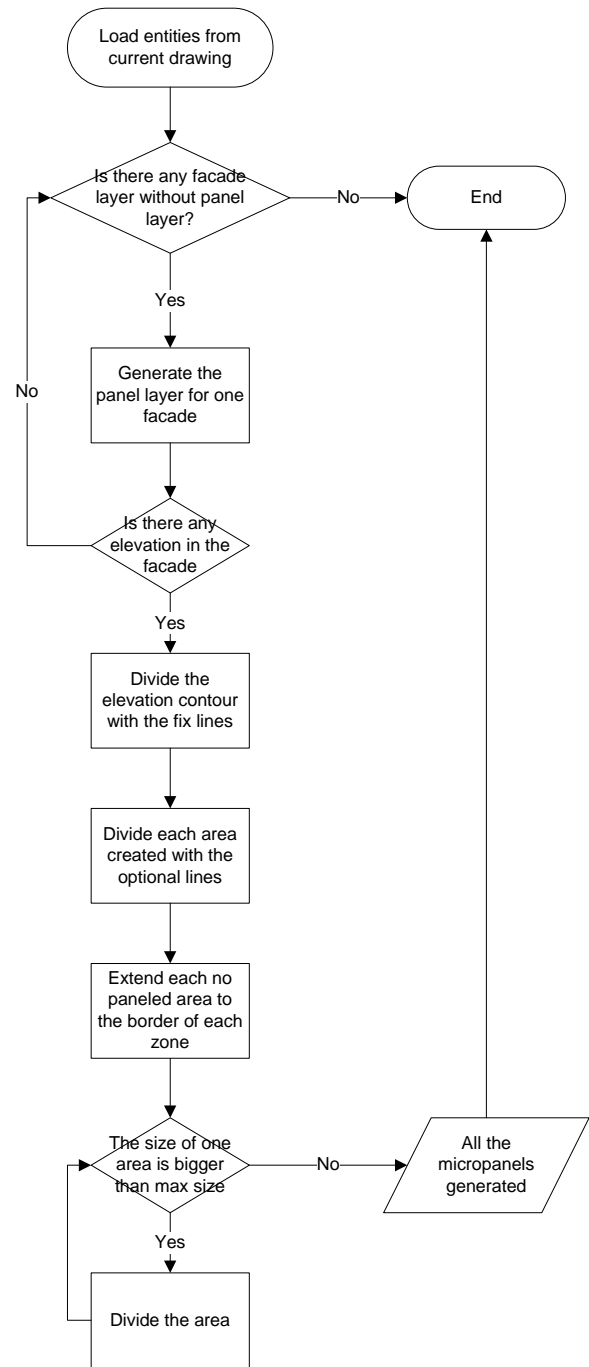 Load entities from
current drawing
Is there any facade
layer without panel
layer?
No
End
Yes
Generate the
panel layer for one
facade
No
Is there any
elevation in the
facade
Yes
Divide the
elevation contour
with the fix lines
Divide each area
created with the
optional lines
Extend each no
paneled area to
the border of each
zone
The size of one
area is bigger
than max size
No
All the
micropanels
generated
Yes
Divide the area